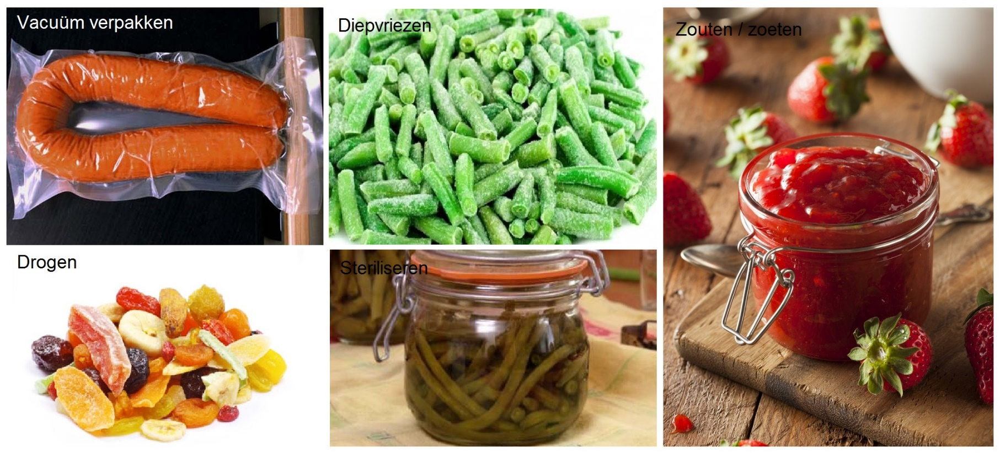 Vacuüm verpakken
Diepvriezen
Zouten / zoeten
Drogen
Steriliseren